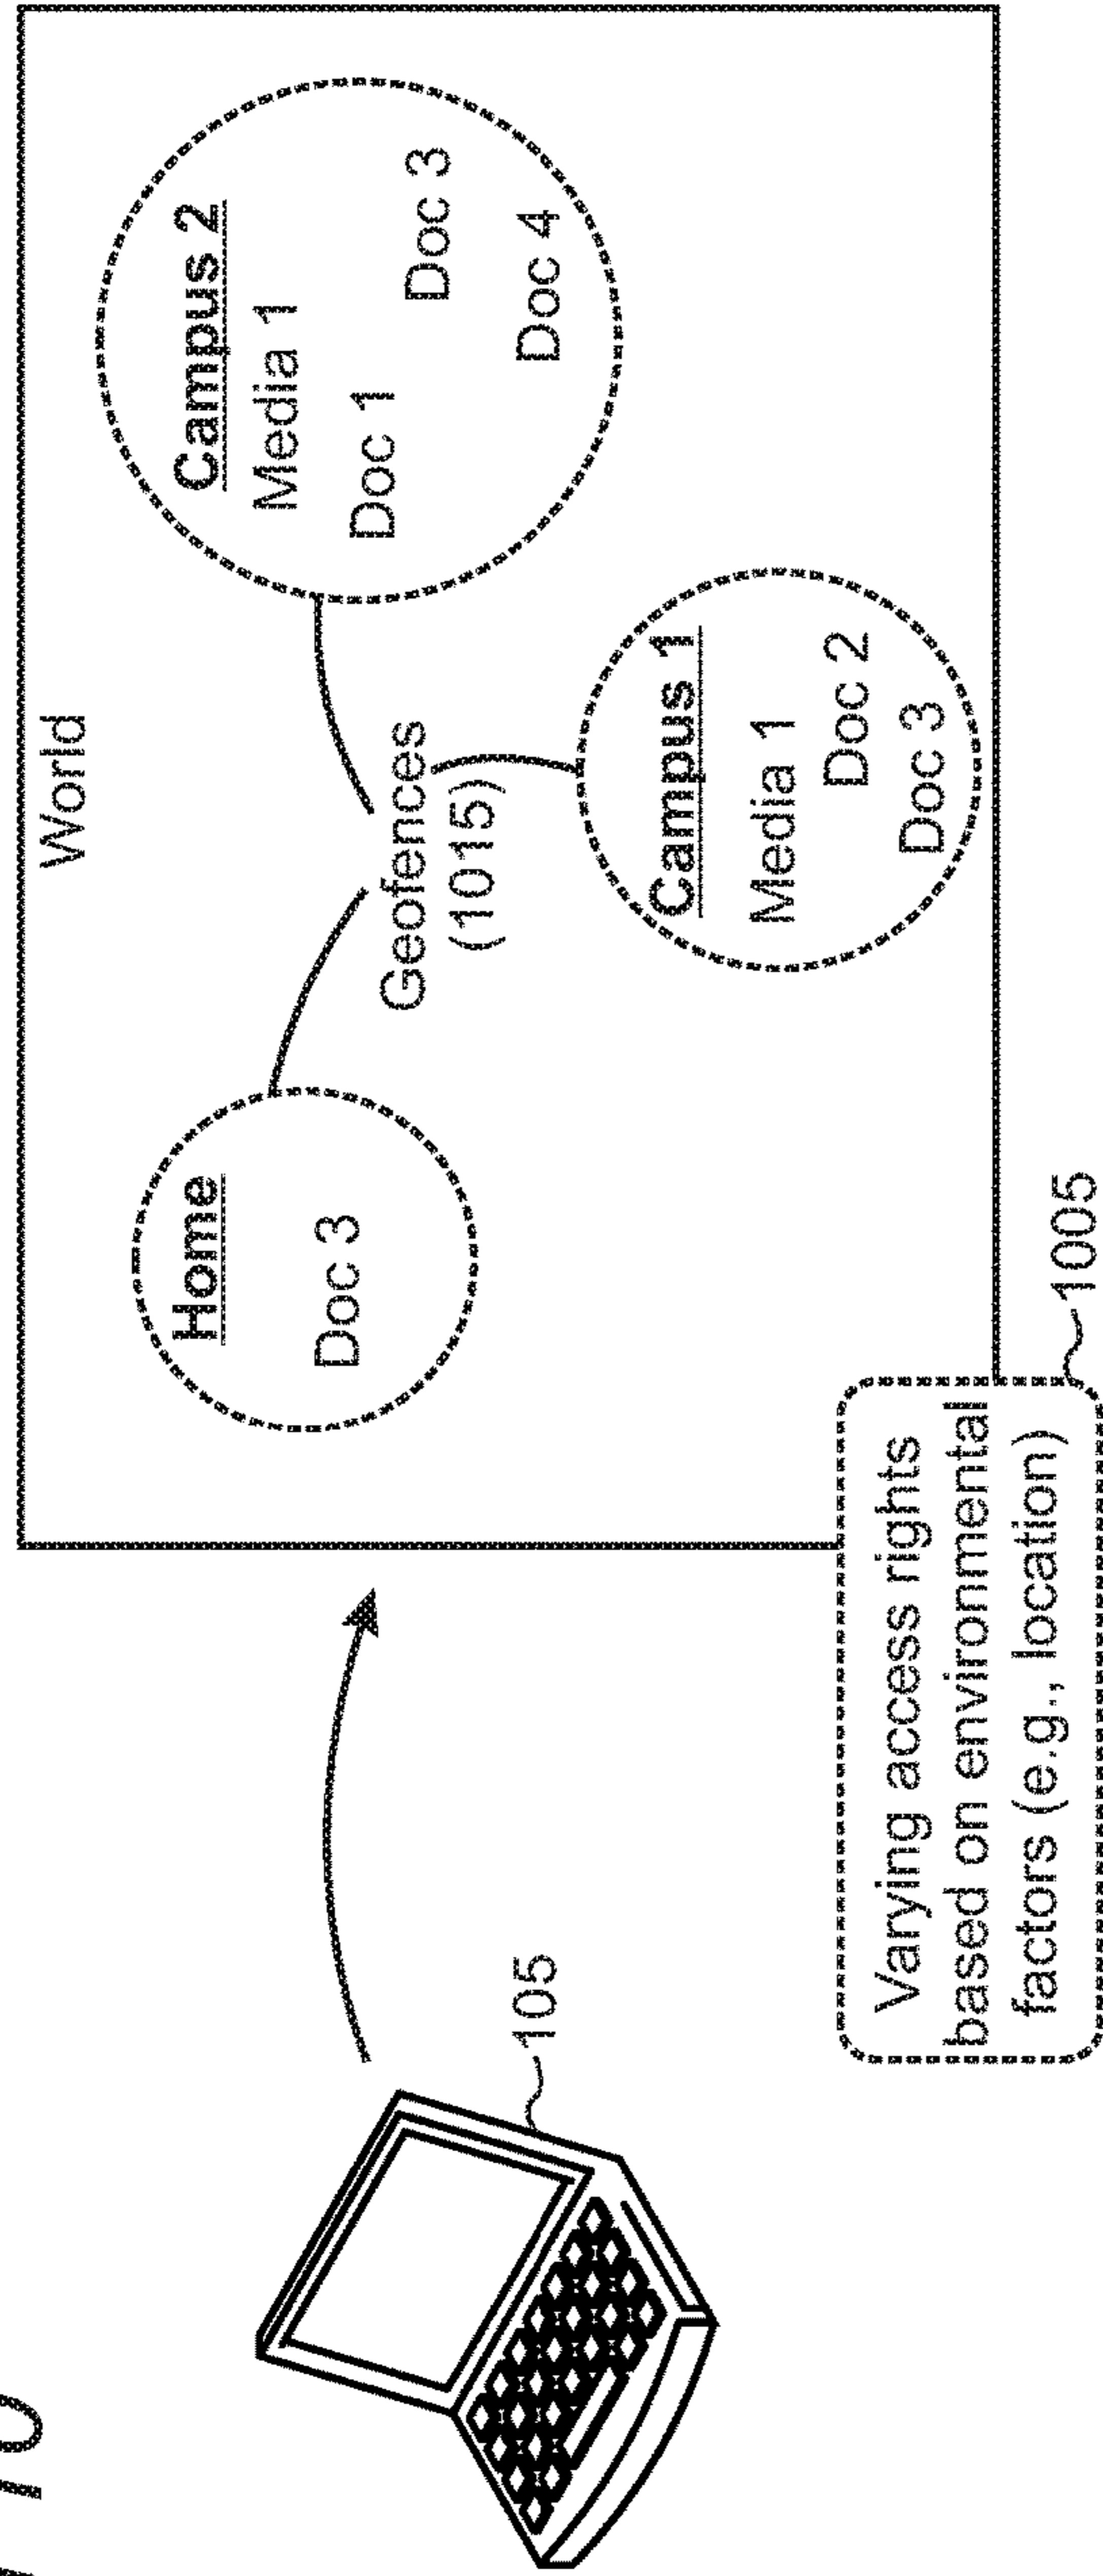 10
World
Home
Doc 3
Geofences
(1015)
Campus 2
Media 1
Doc 1
Doc 3
Doc 4
Campus 1
Media 1
Doc 2
Doc 3
105
Varying access rights
based on environmental
factors (e.g., location)
1005